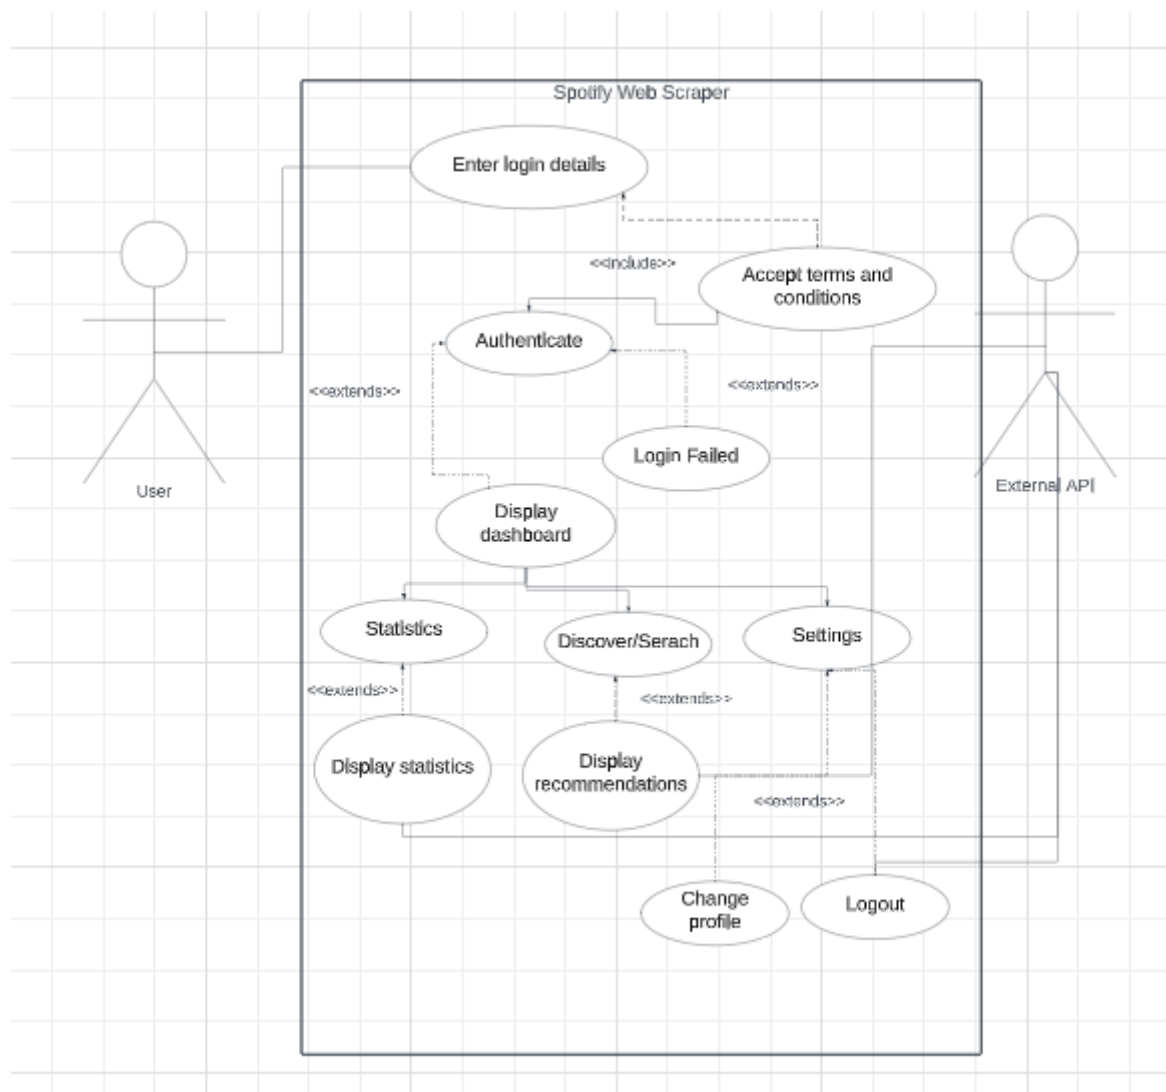 Spotify Web Scraper
Enter login details
<<include>>
Accept terms and
conditions
Authenticate
<<extends>>
<<extends>>
Login Failed
User
External API
Display
dashboard
Statistics
Discover/Serach
Settings
<<extends>>
<<extends>>
Display statistics
Display
recommendations
<<extends>>
Change
profile
Logout